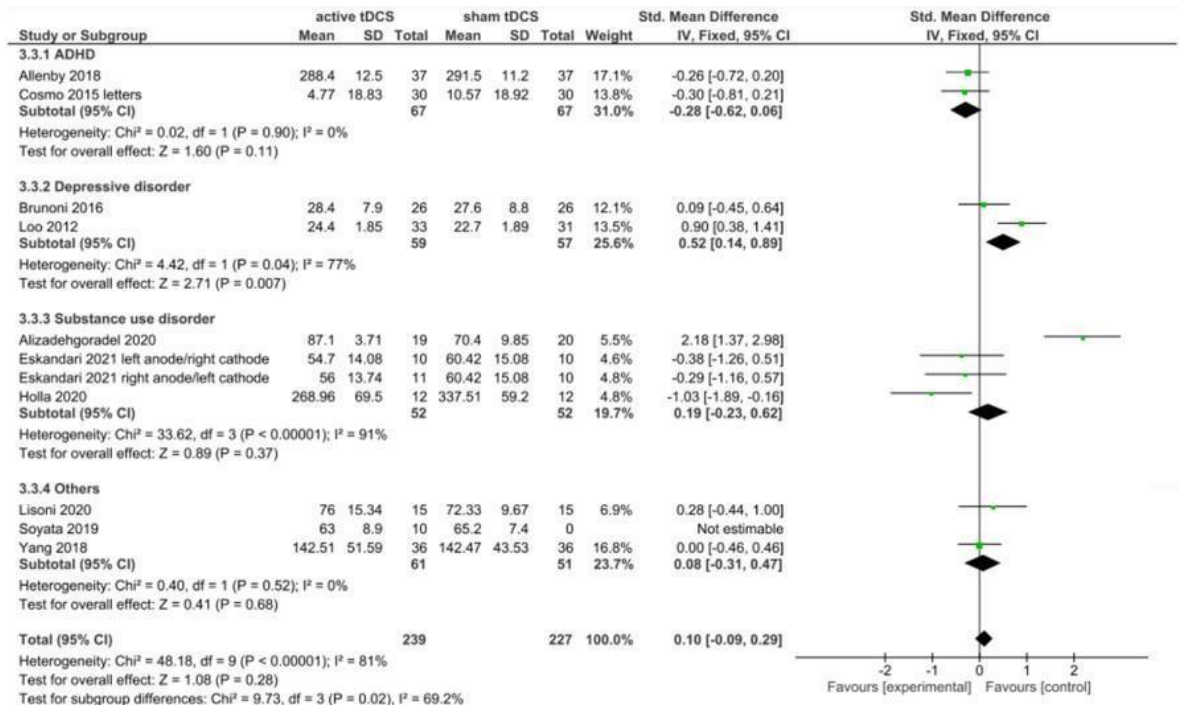 active tDCS sham tDCS Std. Mean Difference Std. Mean Difference
Study or Subgroup Mean SD Total Mean SD Total Weight IV, Fixed, 95% CI IV, Fixed, 95% CI
3.3.1 ADHD
Allenby 2018 288.4 12.5 37 291.5 11.2 37 17.1% -0.26 [-0.72, 0.20]
Cosmo 2015 letters 4.77 18.83 30 10.57 18.92 30 13.8% -0.30 [-0.81, 0.21]
Subtotal (95% CI) 67 67 31.0% -0.28 [-0.62, 0.06]
Heterogeneity: Chi² = 0.02, df = 1 (P = 0.90); I² = 0%
Test for overall effect: Z = 1.60 (P = 0.11)
3.3.2 Depressive disorder
Brunoni 2016 28.4 7.9 26 27.6 8.8 26 12.1% 0.09 [-0.45, 0.64]
Loo 2012 24.4 1.85 33 22.7 1.89 31 13.5% 0.90 [0.38, 1.41]
Subtotal (95% CI) 59 57 25.6% 0.52 [0.14, 0.89]
Heterogeneity: Chi² = 4.42, df = 1 (P = 0.04); I² = 77%
Test for overall effect: Z = 2.71 (P = 0.007)
3.3.3 Substance use disorder
Alizadehgoradel 2020 87.1 3.71 19 70.4 9.85 20 5.5% 2.18 [1.37, 2.98]
Eskandari 2021 left anode/right cathode 54.7 14.08 10 60.42 15.08 10 4.6% -0.38 [-1.26, 0.51]
Eskandari 2021 right anode/left cathode 56 13.74 11 60.42 15.08 10 4.8% -0.29 [-1.16, 0.57]
Holla 2020 268.96 69.5 12 337.51 59.2 12 4.8% -1.03 [-1.89, -0.16]
Subtotal (95% CI) 52 52 19.7% 0.19 [-0.23, 0.62]
Heterogeneity: Chi² = 33.62, df = 3 (P < 0.00001); I² = 91%
Test for overall effect: Z = 0.89 (P = 0.37)
3.3.4 Others
Lisoni 2020 76 15.34 15 72.33 9.67 15 6.9% 0.28 [-0.44, 1.00]
Soyata 2019 63 8.9 10 65.2 7.4 0 Not estimable
Yang 2018 142.51 51.59 36 142.47 43.53 36 16.8% 0.00 [-0.46, 0.46]
Subtotal (95% CI) 61 51 23.7% 0.08 [-0.31, 0.47]
Heterogeneity: Chi² = 0.40, df = 1 (P = 0.52); I² = 0%
Test for overall effect: Z = 0.41 (P = 0.68)
Total (95% CI) 239 227 100.0% 0.10 [-0.09, 0.29]
Heterogeneity: Chi² = 48.18, df = 9 (P < 0.00001); I² = 81%
Test for overall effect: Z = 1.08 (P = 0.28)
Test for subgroup differences: Chi² = 9.73, df = 3 (P = 0.02), I² = 69.2%
-2 -1 0 1 2
Favours [experimental] Favours [control]